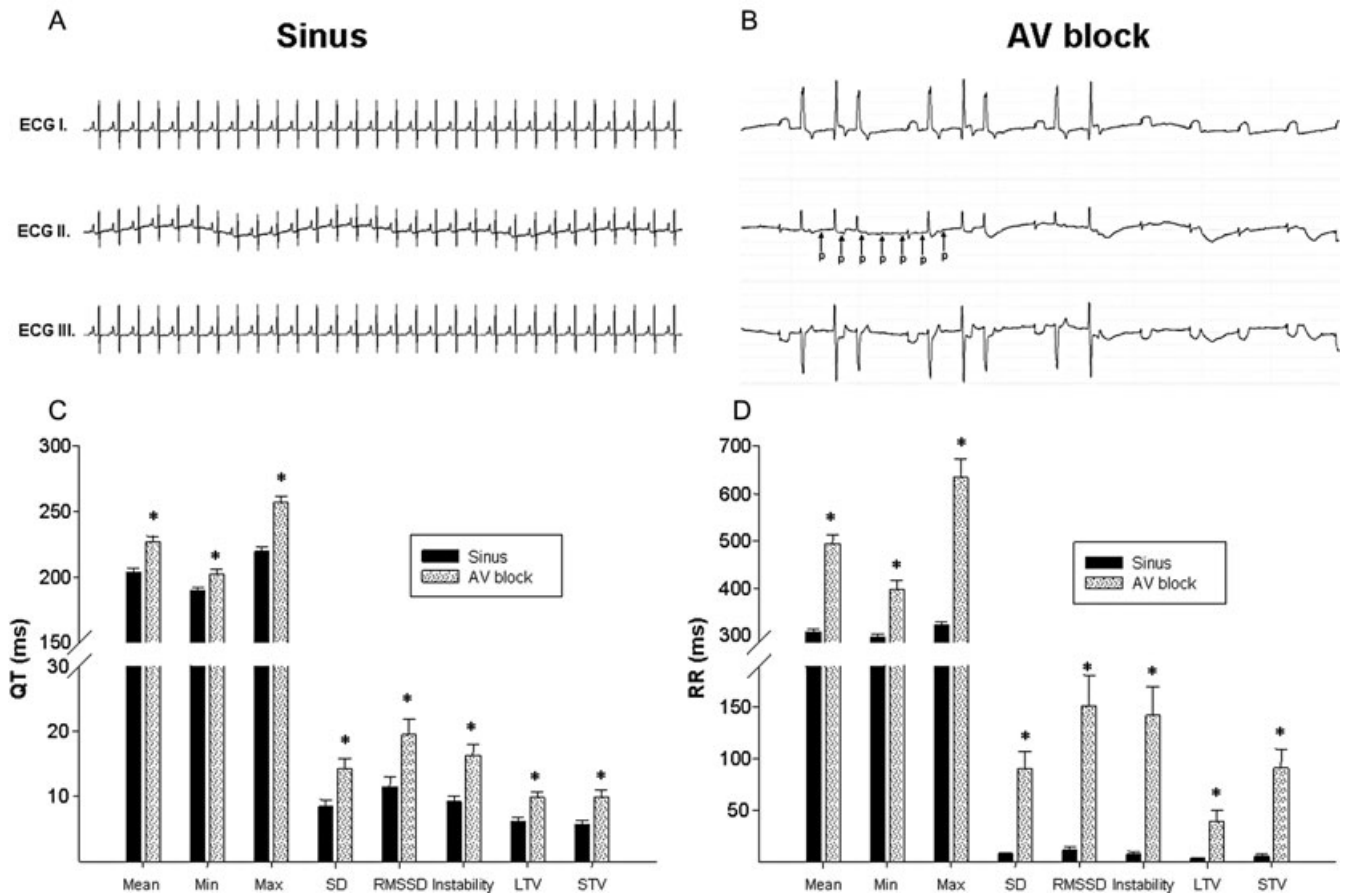 A
Sinus
B
AV block
ECG I.
ECG II.
ECG III.
p p p p p p p
C
D
300
250
200
150
30
20
10
QT (ms)
* * * * * * * *
Sinus
AV block
Mean Min Max SD RMSSD Instability LTV STV
700
600
500
400
300
150
100
50
RR (ms)
* * * * * * * *
Sinus
AV block
Mean Min Max SD RMSSD Instability LTV STV